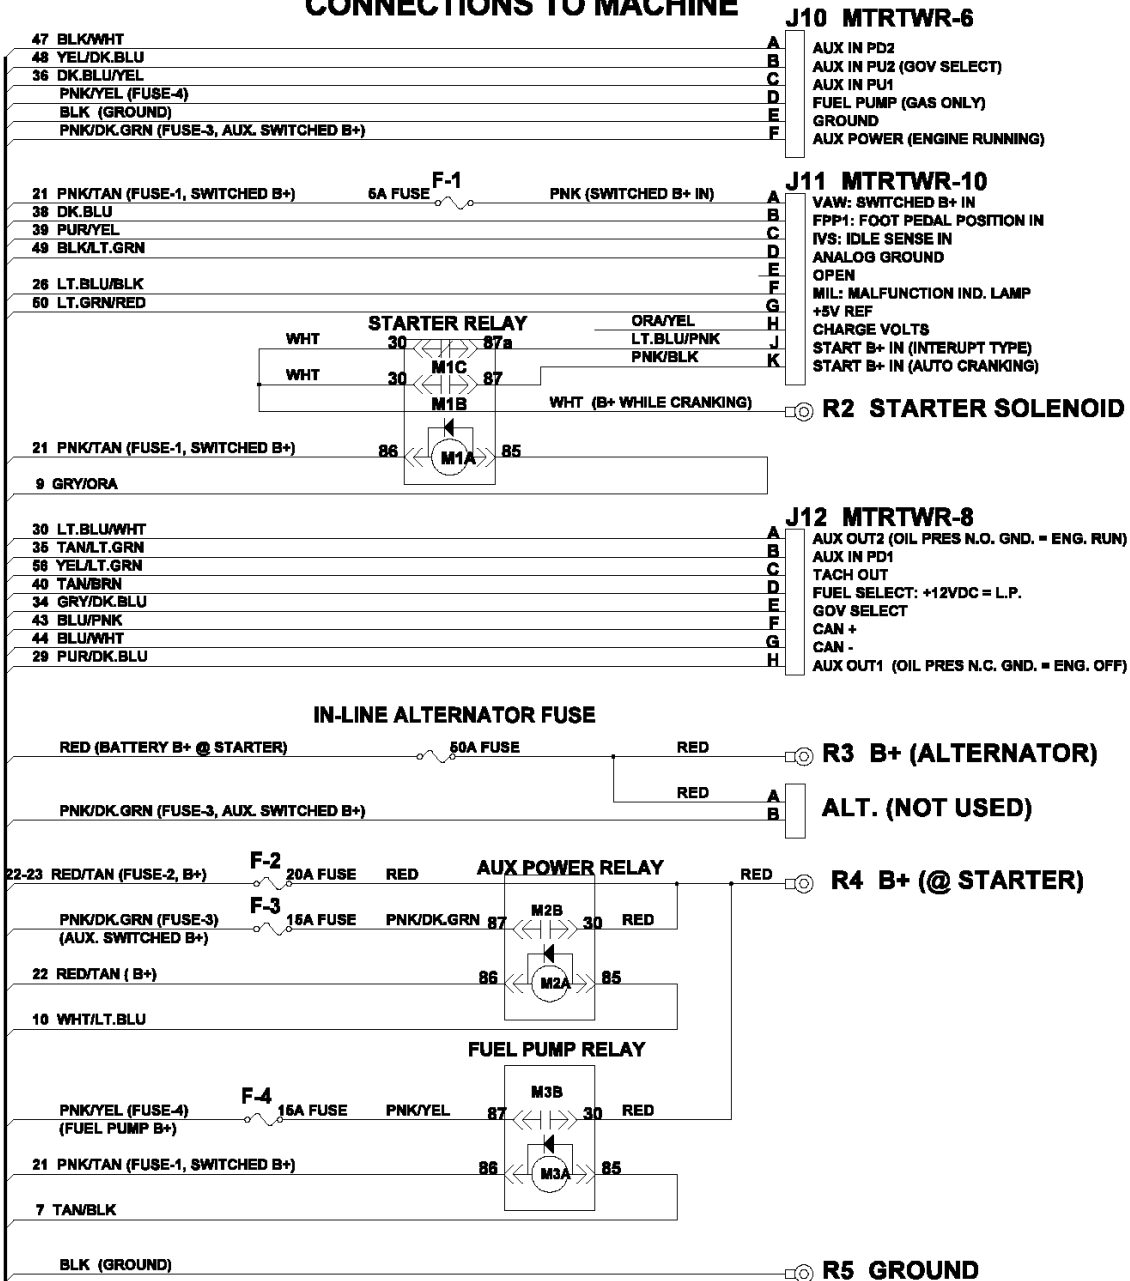 CONNECTIONS TO MACHINE
J10 MTRTWR-6
47 BLK/WHT
A
AUX IN PD2
48 YEL/DK.BLU
B
AUX IN PU2 (GOV SELECT)
36 DK.BLU/YEL
C
AUX IN PU1
PNK/YEL (FUSE-4)
D
FUEL PUMP (GAS ONLY)
BLK (GROUND)
E
GROUND
PNK/DK.GRN (FUSE-3, AUX. SWITCHED B+)
F
AUX POWER (ENGINE RUNNING)
J11 MTRTWR-10
21 PNK/TAN (FUSE-1, SWITCHED B+)
5A FUSE
F-1
PNK (SWITCHED B+ IN)
A
VAW: SWITCHED B+ IN
38 DK.BLU
B
FPP1: FOOT PEDAL POSITION IN
39 PUR/YEL
C
IVS: IDLE SENSE IN
49 BLK/LT.GRN
D
ANALOG GROUND
E
OPEN
26 LT.BLU/BLK
F
MIL: MALFUNCTION IND. LAMP
50 LT.GRN/RED
G
+5V REF
STARTER RELAY
ORA/YEL
H
CHARGE VOLTS
WHT
30
87a
LT.BLU/PNK
J
START B+ IN (INTERUPT TYPE)
M1C
PNK/BLK
K
START B+ IN (AUTO CRANKING)
WHT
30
87
M1B
WHT (B+ WHILE CRANKING)
R2 STARTER SOLENOID
21 PNK/TAN (FUSE-1, SWITCHED B+)
86
M1A
85
9 GRY/ORA
J12 MTRTWR-8
30 LT.BLU/WHT
A
AUX OUT2 (OIL PRES N.O. GND. = ENG. RUN)
35 TAN/LT.GRN
B
AUX IN PD1
56 YEL/LT.GRN
C
TACH OUT
40 TAN/BRN
D
FUEL SELECT: +12VDC = L.P.
34 GRY/DK.BLU
E
GOV SELECT
43 BLU/PNK
F
CAN +
44 BLU/WHT
G
CAN -
29 PUR/DK.BLU
H
AUX OUT1 (OIL PRES N.C. GND. = ENG. OFF)
IN-LINE ALTERNATOR FUSE
RED (BATTERY B+ @ STARTER)
50A FUSE
RED
R3 B+ (ALTERNATOR)
RED
A
ALT. (NOT USED)
PNK/DK.GRN (FUSE-3, AUX. SWITCHED B+)
B
22-23 RED/TAN (FUSE-2, B+)
F-2
20A FUSE
RED
AUX POWER RELAY
RED
R4 B+ (@ STARTER)
PNK/DK.GRN (FUSE-3)
(AUX. SWITCHED B+)
F-3
15A FUSE
PNK/DK.GRN
87
M2B
30
RED
22 RED/TAN ( B+)
86
M2A
85
10 WHT/LT.BLU
FUEL PUMP RELAY
PNK/YEL (FUSE-4)
(FUEL PUMP B+)
F-4
15A FUSE
PNK/YEL
87
M3B
30
RED
21 PNK/TAN (FUSE-1, SWITCHED B+)
86
M3A
85
7 TAN/BLK
BLK (GROUND)
R5 GROUND